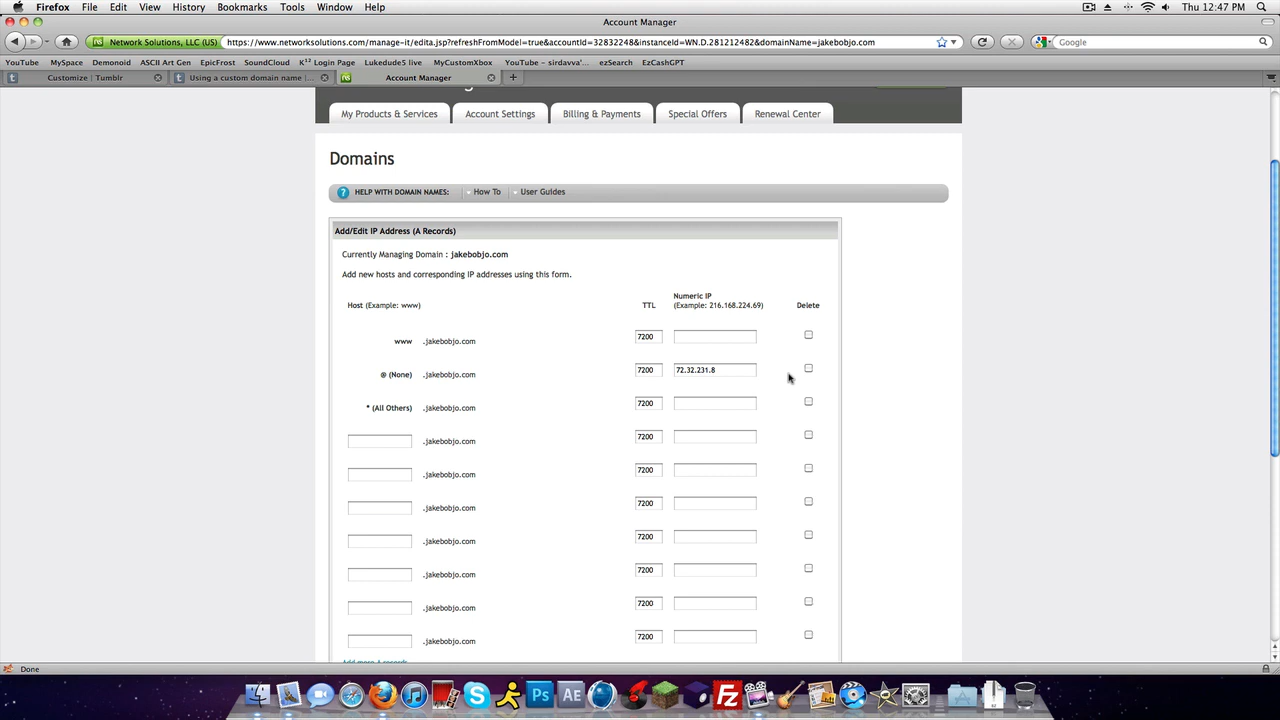 Firefox File Edit View History Bookmarks Tools Window Help Thu 12:47 PM
Account Manager
Network Solutions, LLC (US) https://www.networksolutions.com/manage-it/edita.jsp?refreshFromModel=true&accountId=32832248&instanceId=WN.D.281212482&domainName=jakebobjo.com Google
YouTube MySpace Demonoid ASCII Art Gen EpicFrost SoundCloud K¹² Login Page Lukedude5 live MyCustomXbox YouTube - sirdavva... ezSearch EzCashGPT
Customize | Tumblr Using a custom domain name | ... Account Manager
My Products & Services Account Settings Billing & Payments Special Offers Renewal Center
Domains
HELP WITH DOMAIN NAMES: How To User Guides
Add/Edit IP Address (A Records)
Currently Managing Domain : jakebobjo.com
Add new hosts and corresponding IP addresses using this form.
Host (Example: www) TTL Numeric IP (Example: 216.168.224.69) Delete
www .jakebobjo.com 7200
@ (None) .jakebobjo.com 7200 72.32.231.8
* (All Others) .jakebobjo.com 7200
.jakebobjo.com 7200
.jakebobjo.com 7200
.jakebobjo.com 7200
.jakebobjo.com 7200
.jakebobjo.com 7200
.jakebobjo.com 7200
.jakebobjo.com 7200
Add more A records
Done
Ps AE FZ